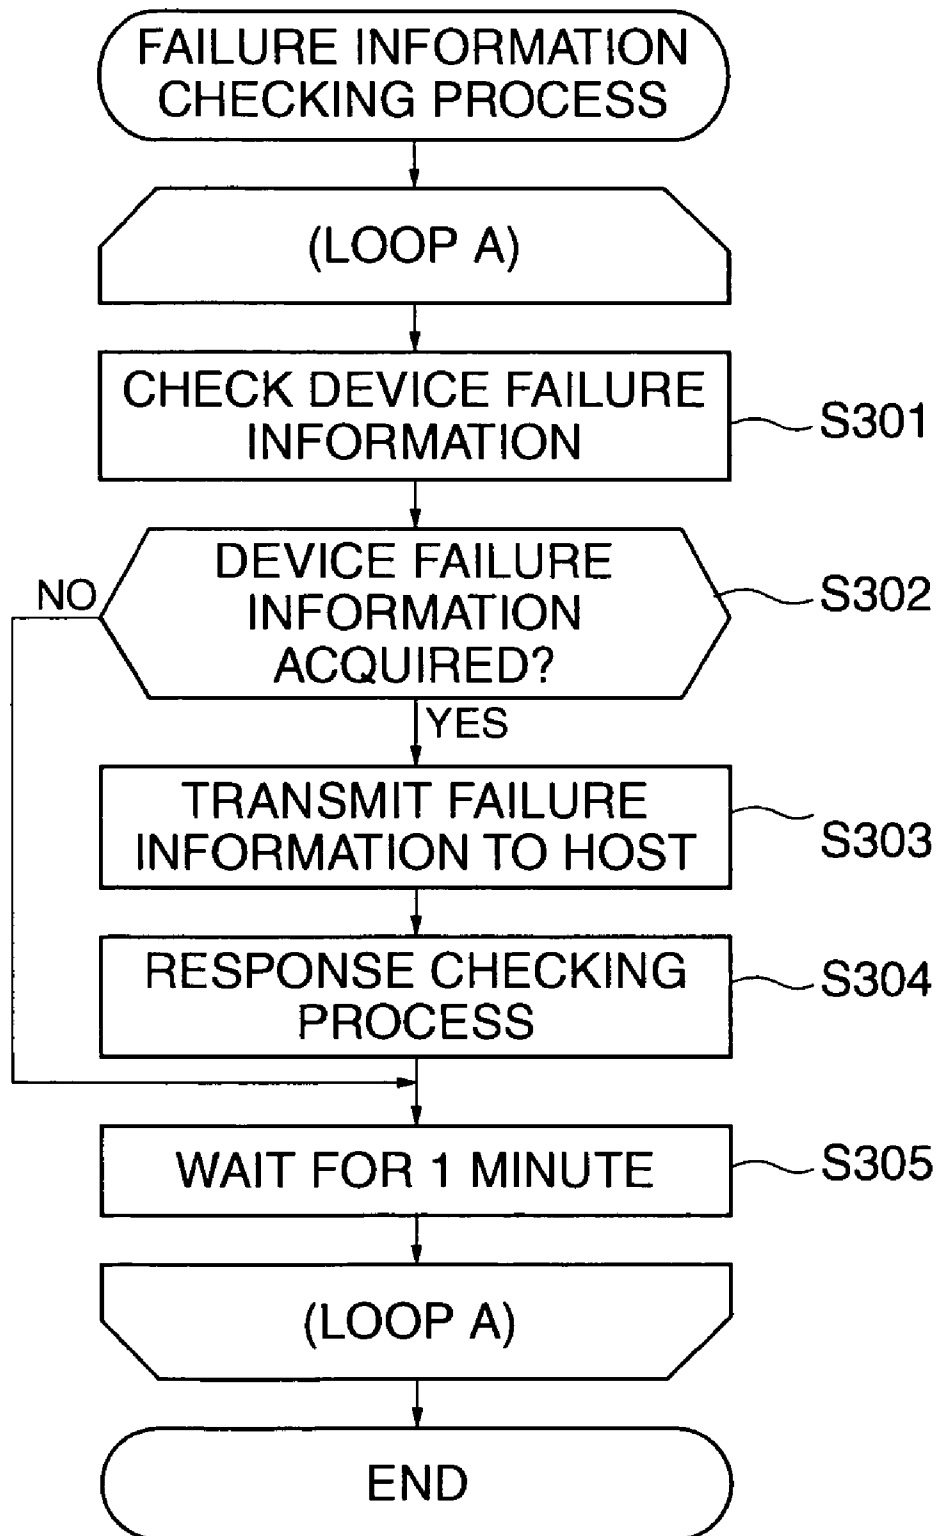 FAILURE INFORMATION
CHECKING PROCESS
(LOOP A)
CHECK DEVICE FAILURE
INFORMATION
S301
DEVICE FAILURE
INFORMATION
ACQUIRED?
S302
NO
YES
TRANSMIT FAILURE
INFORMATION TO HOST
S303
RESPONSE CHECKING
PROCESS
S304
WAIT FOR 1 MINUTE
S305
(LOOP A)
END